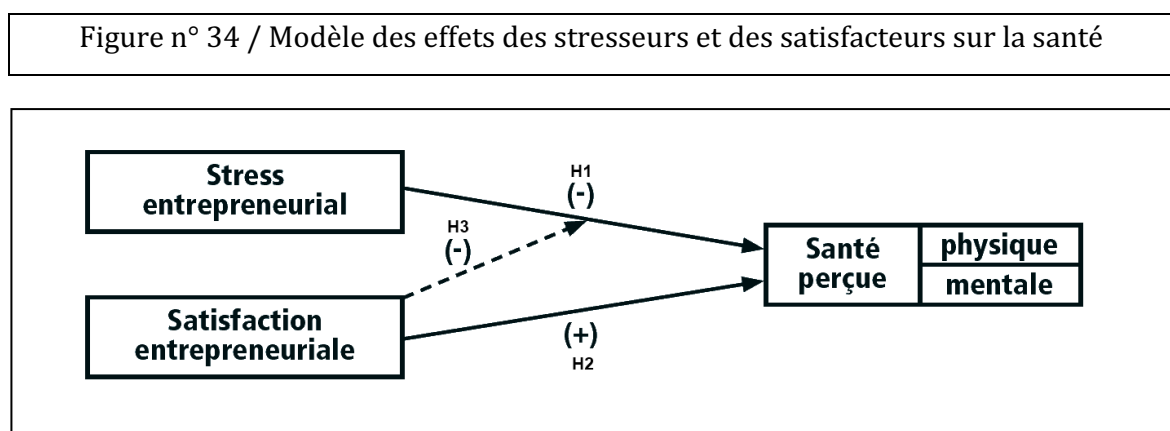 Figure n° 34 / Modèle des effets des stresseurs et des satisfacteurs sur la santé
Stress
entrepreneurial
H1
(-)
H3
(-)
Santé
perçue
physique
mentale
Satisfaction
entrepreneuriale
(+)
H2